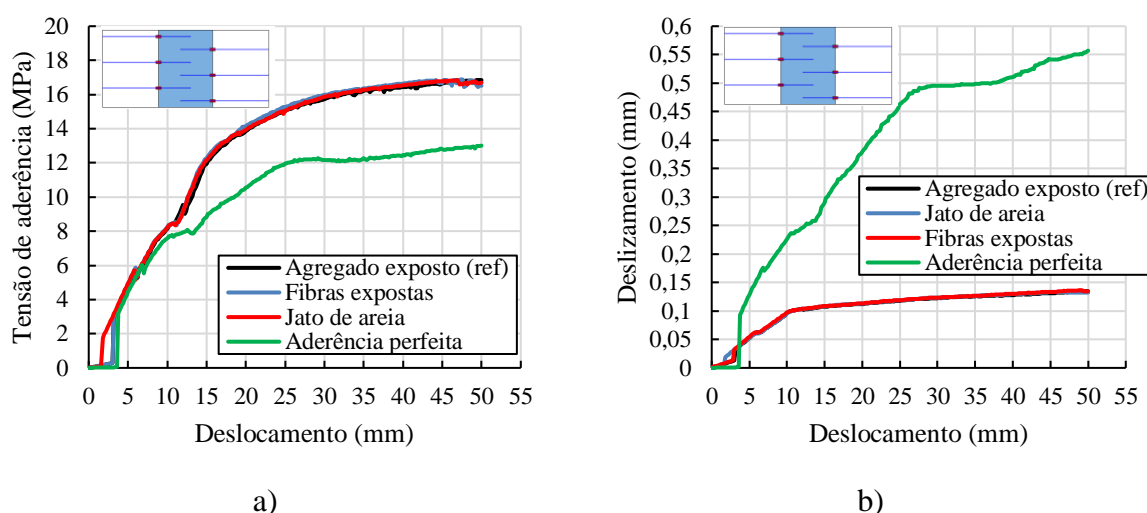 Tensão de aderência (MPa)
20
18
16
14
12
10
8
6
4
2
0
Agregado exposto (ref)
Fibras expostas
Jato de areia
Aderência perfeita
0 5 10 15 20 25 30 35 40 45 50 55
Deslocamento (mm)
a)
Deslizamento (mm)
0,6
0,55
0,5
0,45
0,4
0,35
0,3
0,25
0,2
0,15
0,1
0,05
0
Agregado exposto (ref)
Jato de areia
Fibras expostas
Aderência perfeita
0 5 10 15 20 25 30 35 40 45 50 55
Deslocamento (mm)
b)